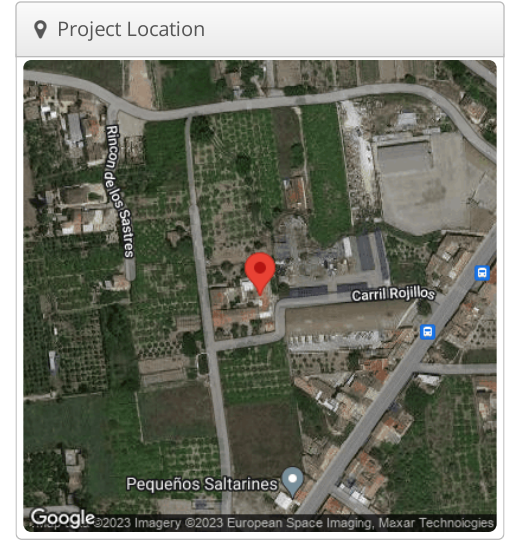 Project Location
Rincon de los Sastres
Carril Rojillos
Pequeños Saltarines
Google
©2023 Imagery ©2023 European Space Imaging, Maxar Technologies